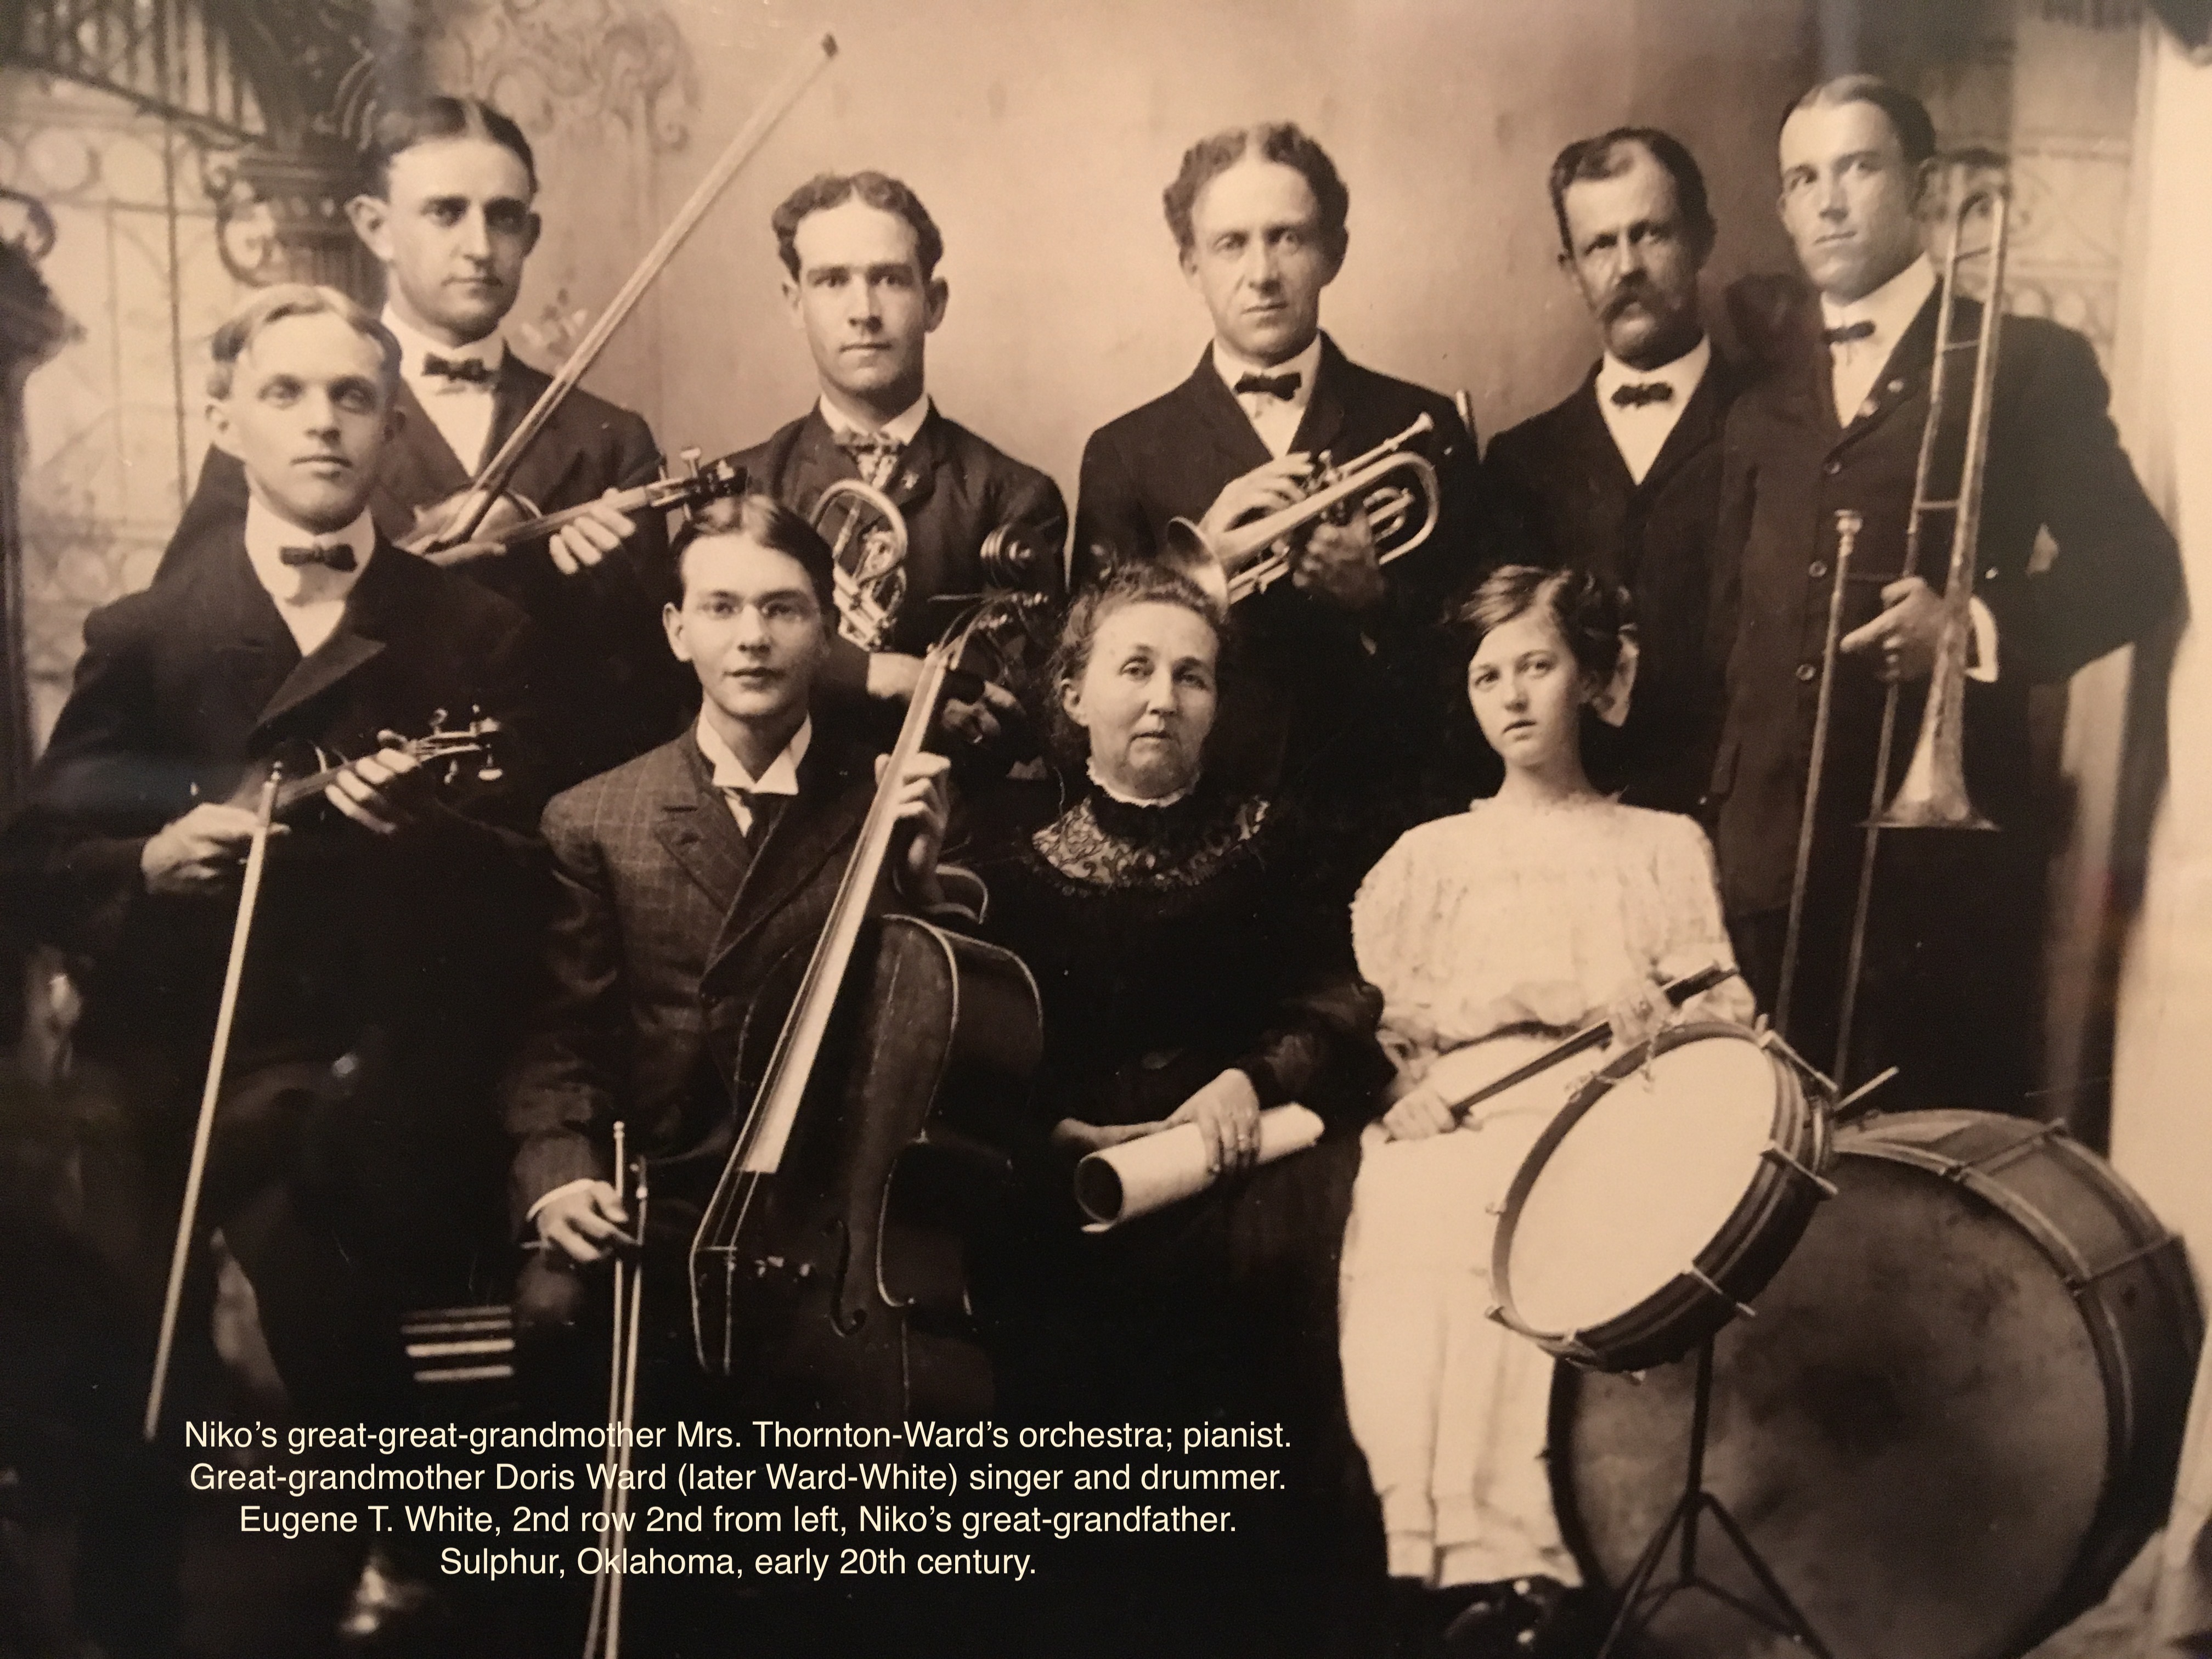 Niko’s great-great-grandmother Mrs. Thornton-Ward’s orchestra; pianist.
Great-grandmother Doris Ward (later Ward-White) singer and drummer.
Eugene T. White, 2nd row 2nd from left, Niko’s great-grandfather.
Sulphur, Oklahoma, early 20th century.